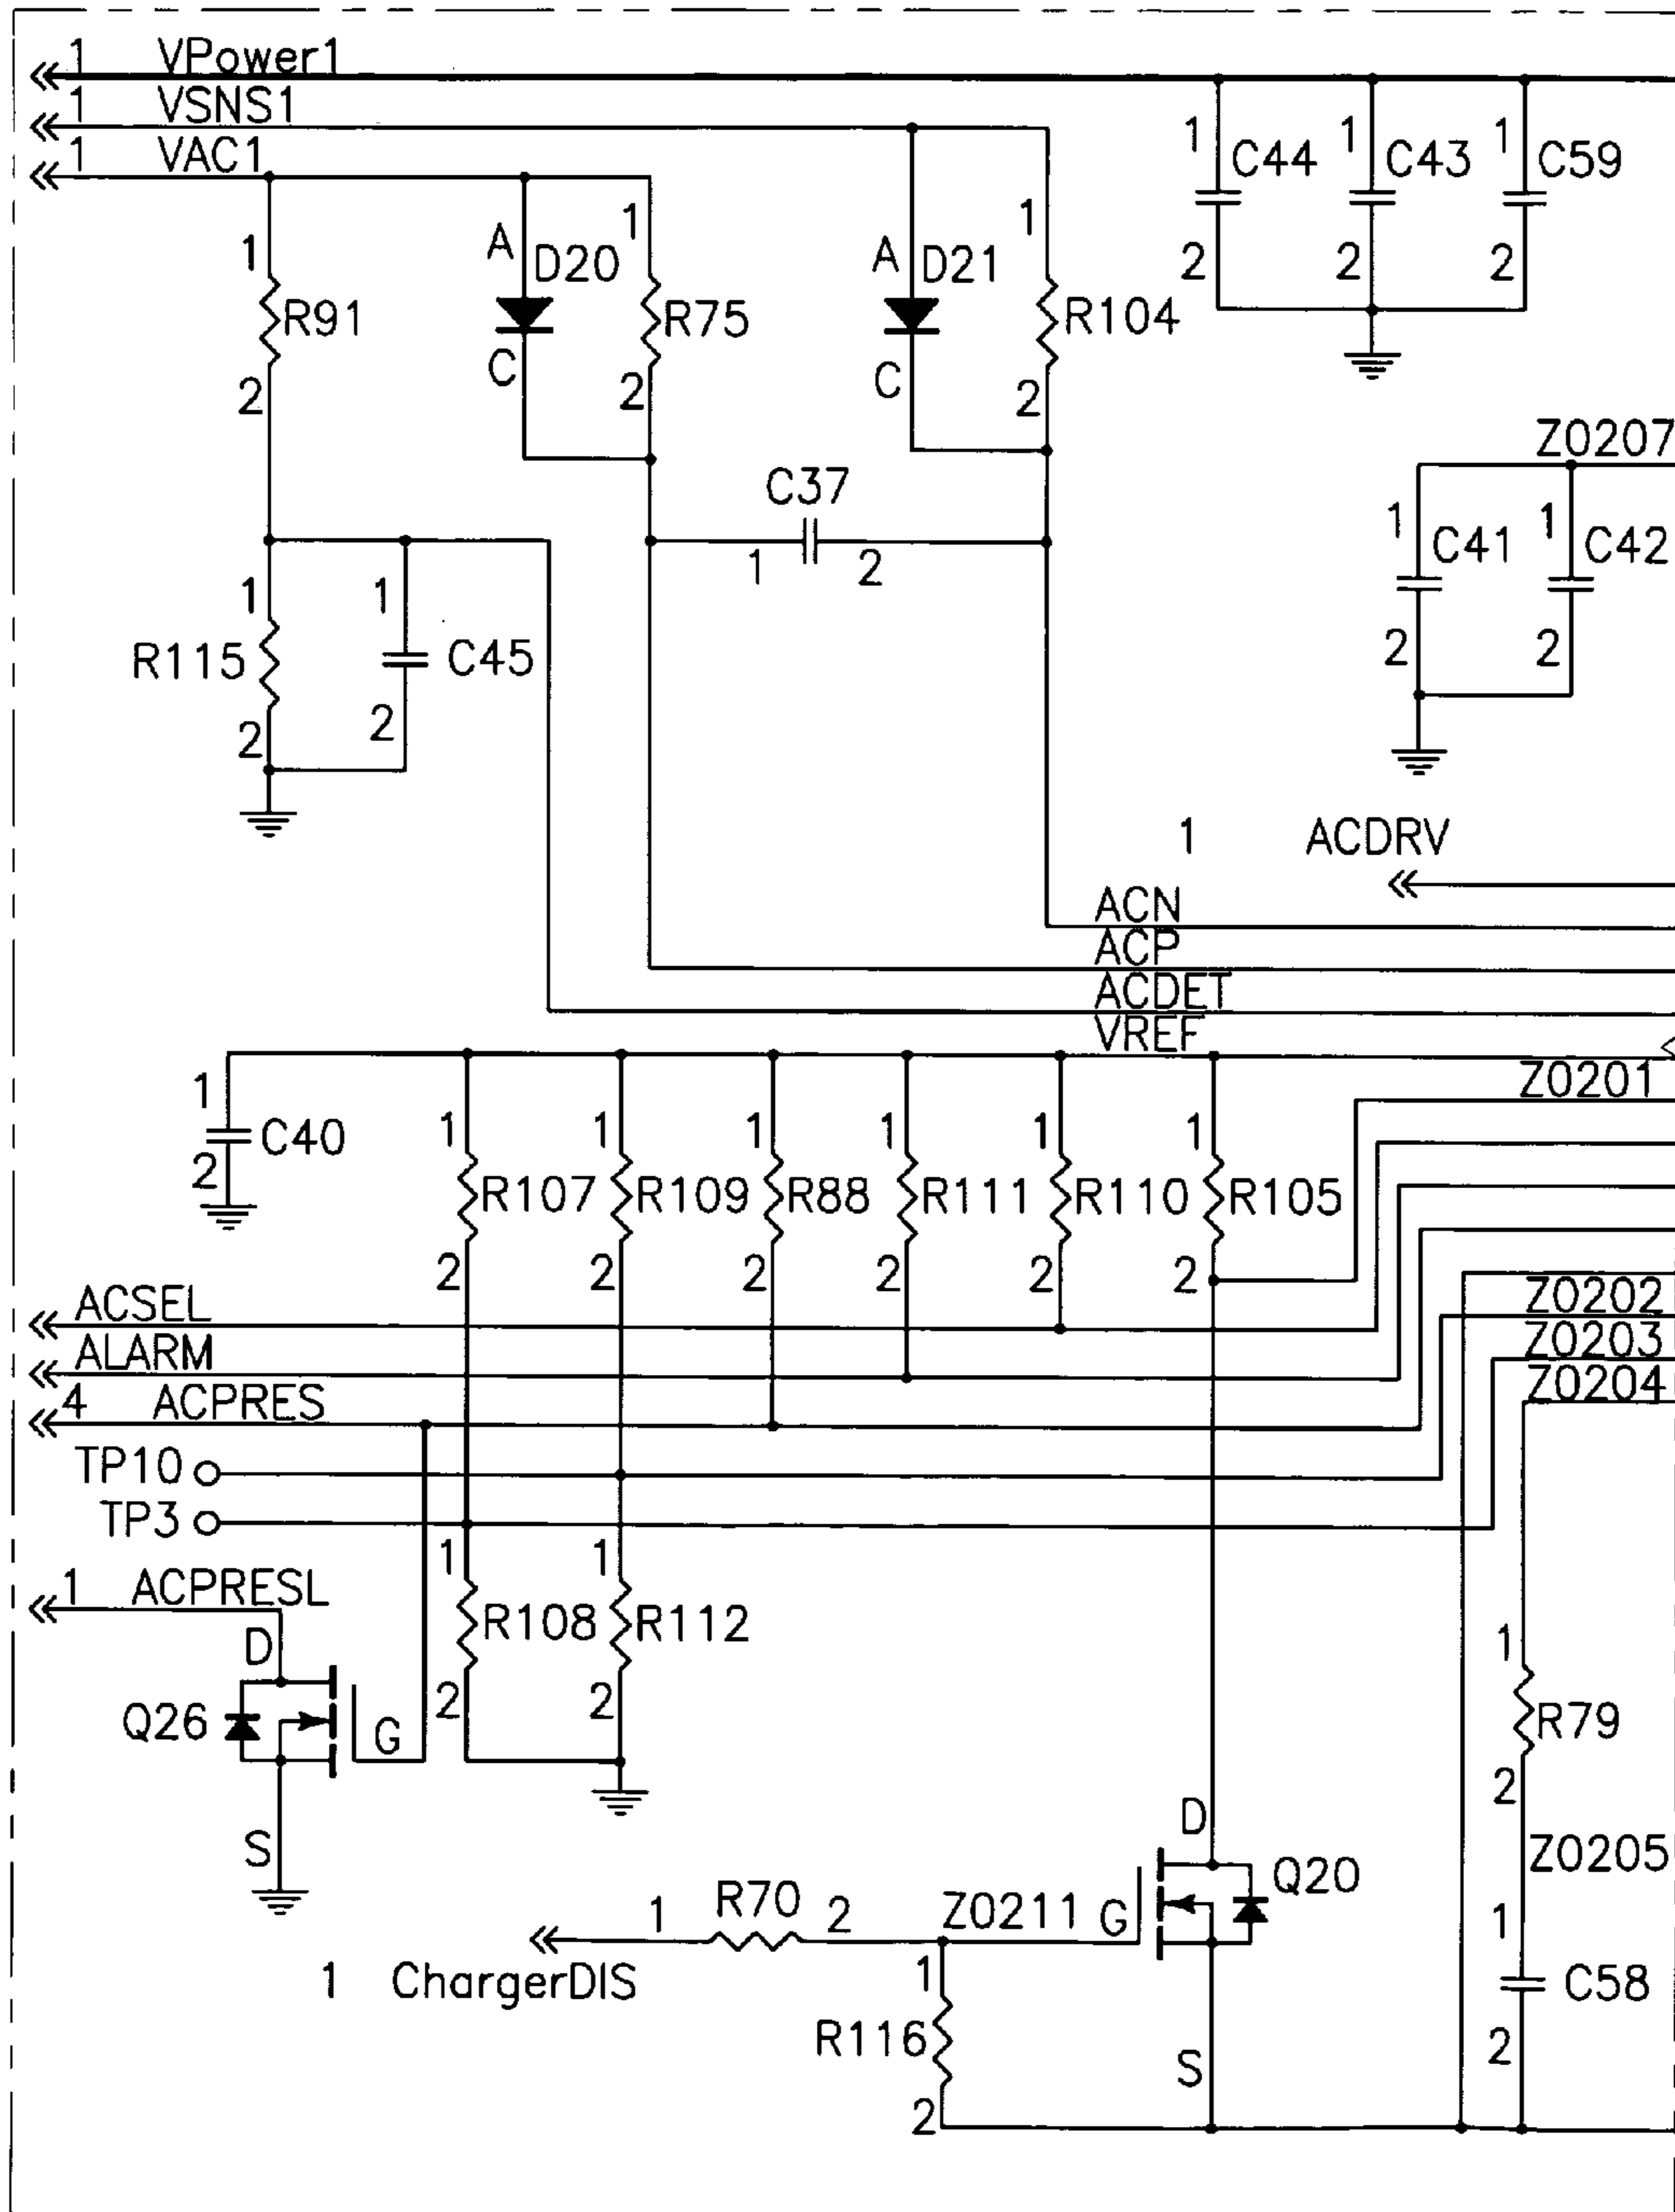 1 VPower1
1 VSNS1
1 VAC1
1 C44 1 C43 1 C59
2 2 2
A D20 1 A D21 1
1 R91 R75 R104
C 2 C 2
2
Z0207
C37
1 2
1 C41 1 C42
2 2
1 1
R115 C45
2 2
1 ACDRV
ACN
ACP
ACDET
VREF
Z0201
1 C40
2
1 1 1 1 1 1
R107 R109 R88 R111 R110 R105
2 2 2 2 2 2
ACSEL
Z0202
ALARM
Z0203
4 ACPRES
Z0204
TP10
TP3
1 1
1 ACPRESL
R108 R112
D 1
2 2
Q26 G R79
2
D
S Z0205
Q20
1 R70 2 Z0211 G 1
1 ChargerDIS
1 C58
R116
S 2
2